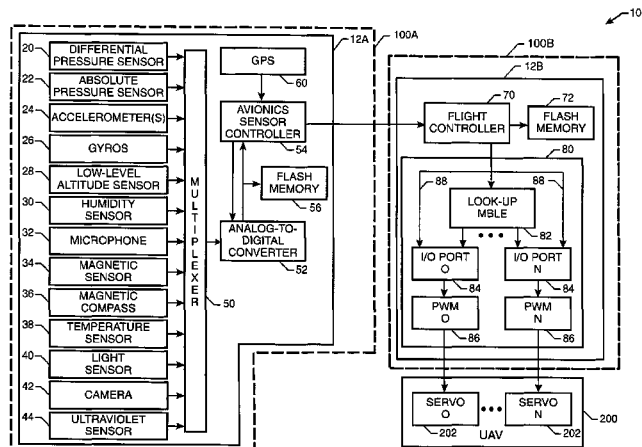 10
100A
12A
100B
12B
20
DIFFERENTIAL
PRESSURE SENSOR
22
ABSOLUTE
PRESSURE SENSOR
24
ACCELEROMETER(S)
26
GYROS
28
LOW-LEVEL
ALTITUDE SENSOR
30
HUMIDITY
SENSOR
32
MICROPHONE
34
MAGNETIC
SENSOR
36
MAGNETIC
COMPASS
38
TEMPERATURE
SENSOR
40
LIGHT
SENSOR
42
CAMERA
44
ULTRAVIOLET
SENSOR
MULTIPLEXER
50
GPS
60
AVIONICS
SENSOR
CONTROLLER
54
FLASH
MEMORY
56
ANALOG-TO-
DIGITAL
CONVERTER
52
70
FLIGHT
CONTROLLER
72
FLASH
MEMORY
80
88
88
LOOK-UP
MBLE
82
I/O PORT
O
84
I/O PORT
N
84
PWM
O
86
PWM
N
86
SERVO
O
202
SERVO
N
202
UAV
200